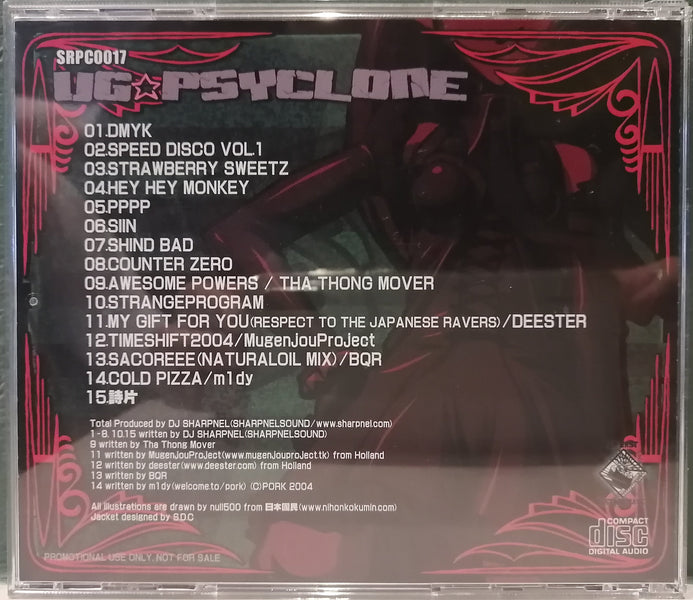 SRPC0017
UG☆PSYCLONE
01.DMYK
02.SPEED DISCO VOL.1
03.STRAWBERRY SWEETZ
04.HEY HEY MONKEY
05.PPPP
06.SIIN
07.SHIND BAD
08.COUNTER ZERO
09.AWESOME POWERS / THA THONG MOVER
10.STRANGEPROGRAM
11.MY GIFT FOR YOU(RESPECT TO THE JAPANESE RAVERS)/DEESTER
12.TIMESHIFT2004/MugenJouProJect
13.SACOREEE(NATURALOIL MIX)/BQR
14.COLD PIZZA/m1dy
15.詩片
Total Produced by DJ SHARPNEL(SHARPNELSOUND/www.sharpnel.com)
1-8.10.15 written by DJ SHARPNEL(SHARPNELSOUND)
9 written by Tha Thong Mover
11 written by MugenJouProJect(www.mugenjouproject.tk) from Holland
12 written by deester(www.deester.com) from Holland
13 written by BQR
14 written by m1dy(welcome.to/pork) (C)PORK 2004
All illustrations are drawn by null500 from 日本国民(www.nihonkokumin.com)
Jacket designed by S.D.C
PROMOTIONAL USE ONLY. NOT FOR SALE
COMPACT
disc
DIGITAL AUDIO